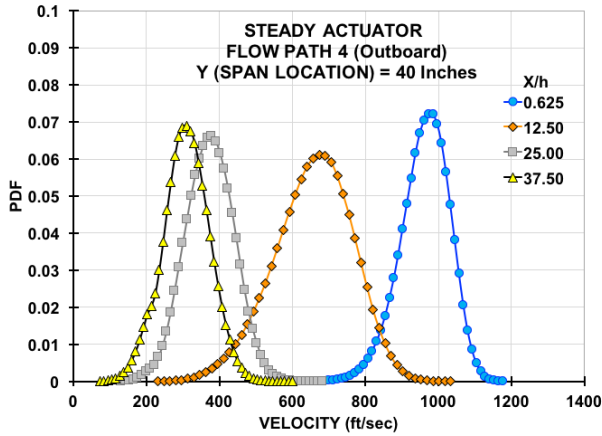 STEADY ACTUATOR
FLOW PATH 4 (Outboard)
Y (SPAN LOCATION) = 40 Inches
X/h
0.625
12.50
25.00
37.50
PDF
0.1
0.09
0.08
0.07
0.06
0.05
0.04
0.03
0.02
0.01
0
0 200 400 600 800 1000 1200 1400
VELOCITY (ft/sec)